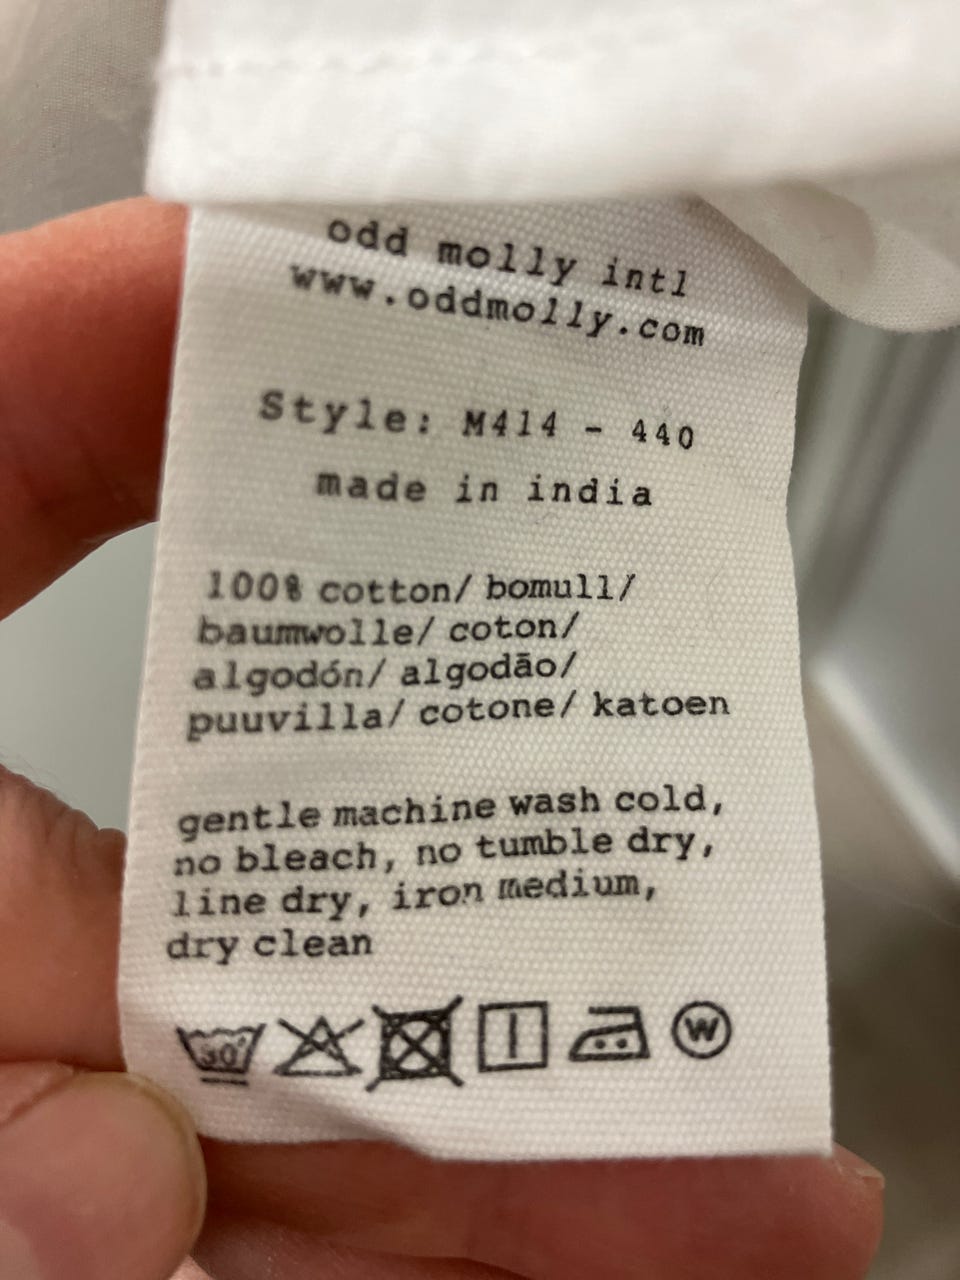 odd molly intl
www.oddmolly.com
Style: M414 - 440
made in india
100% cotton/ bomull/
baumwolle/ coton/
algodón/ algodão/
puuvilla/ cotone/ katoen
gentle machine wash cold,
no bleach, no tumble dry,
line dry, iron medium,
dry clean
30° W